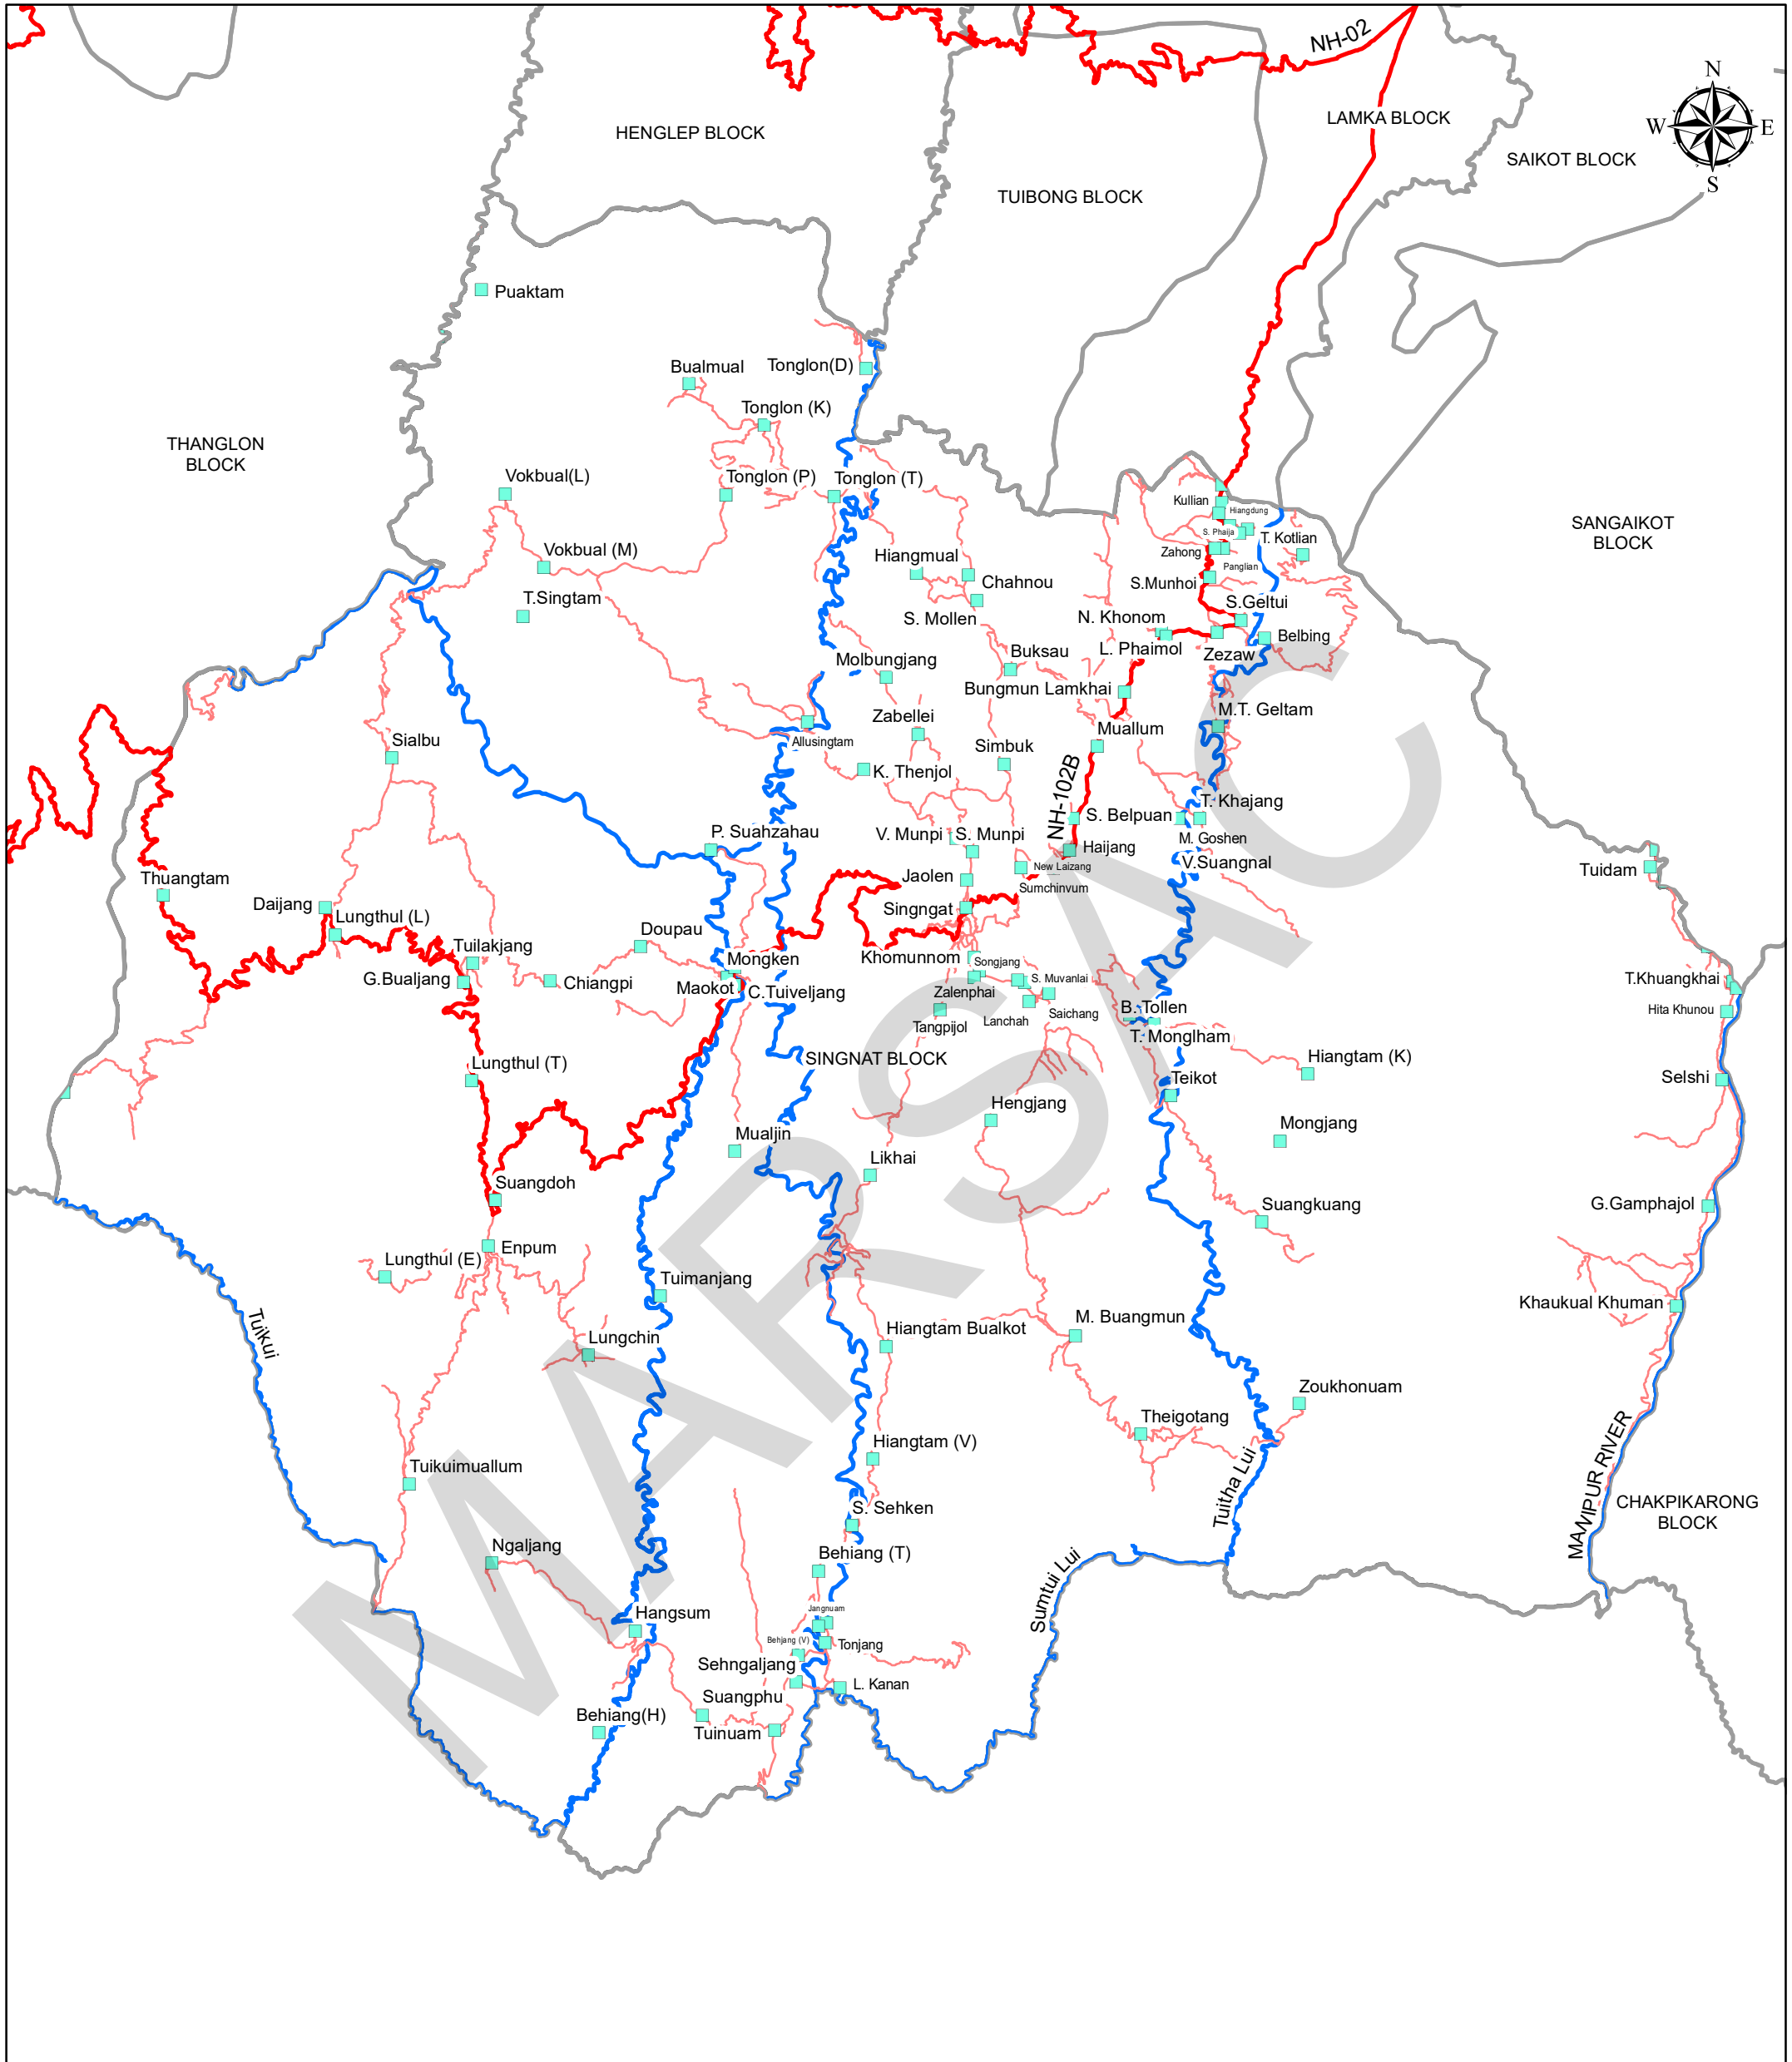 NH-02
N
W
E
S
LAMKA BLOCK
HENGLEP BLOCK
SAIKOT BLOCK
TUIBONG BLOCK
Puaktam
Bualmual
Tonglon(D)
Tonglon (K)
THANGLON
BLOCK
Vokbual(L)
Tonglon (P)
Tonglon (T)
Kullian
Hiangdung
S. Phaija
T. Kotlian
SANGAIKOT
BLOCK
Vokbual (M)
Hiangmual
Zahong
Panglian
Chahnou
S.Munhoi
T.Singtam
S. Mollen
S.Geltui
N. Khonom
Belbing
L. Phaimol
Zezaw
Molbungjang
Buksau
Bungmun Lamkhai
M.T. Geltam
Zabellei
Muallum
Sialbu
Allusingtam
Simbuk
K. Thenjol
NH-102B
T. Khajang
S. Belpuan
P. Suahzahau
V. Munpi
S. Munpi
M. Goshen
Haijang
V.Suangnal
New Laizang
Tuidam
Thuangtam
Jaolen
Sumchinvum
Daijang
Lungthul (L)
Singngat
Doupau
Tuilakjang
Mongken
Khomunnom
Songjang
G.Bualjang
Chiangpi
Maokot
C.Tuiveljang
Zalenphai
S. Muvanlai
T.Khuangkhai
Tangpijol
Lanchah
Saichang
B. Tollen
Hita Khunou
T. Monglham
SINGNAT BLOCK
Hiangtam (K)
Lungthul (T)
Teikot
Selshi
Hengjang
Mualjin
Mongjang
Likhai
Suangdoh
Suangkuang
G.Gamphajol
Enpum
Lungthul (E)
Tuimanjang
Khaukual Khuman
Tuikui
Lungchin
Hiangtam Bualkot
M. Buangmun
Zoukhonuam
Theigotang
Hiangtam (V)
Tuikuimuallum
Tuitha Lui
MANIPUR RIVER
CHAKPIKARONG
BLOCK
S. Sehken
Ngaljang
Behiang (T)
Sumtui Lui
Hangsum
Jangnuam
Behjang (V)
Tonjang
Sehngaljang
L. Kanan
Suangphu
Behiang(H)
Tuinuam
MARSAC